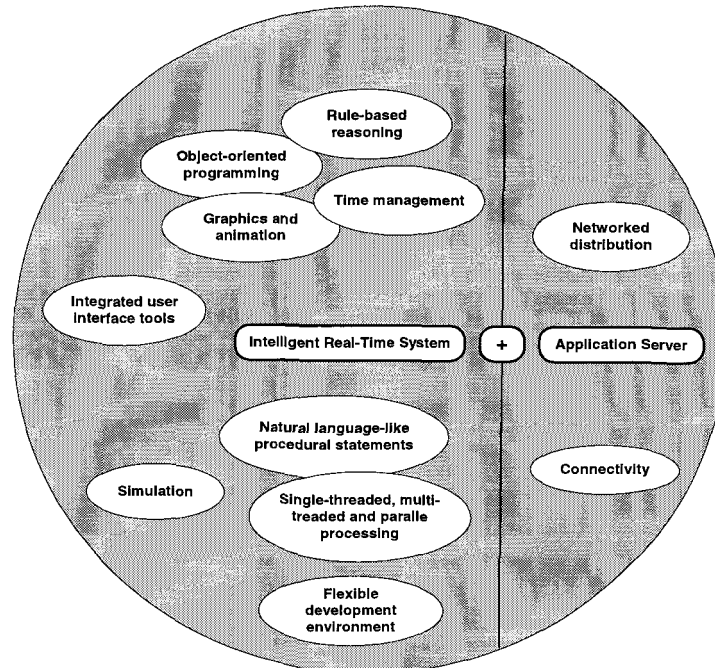 Rule-based
reasoning
Object-oriented
programming
Time management
Graphics and
animation
Networked
distribution
Integrated user
interface tools
Intelligent Real-Time System
+
Application Server
Natural language-like
procedural statements
Connectivity
Simulation
Single-threaded, multi-
treaded and paralle
processing
Flexible
development
environment